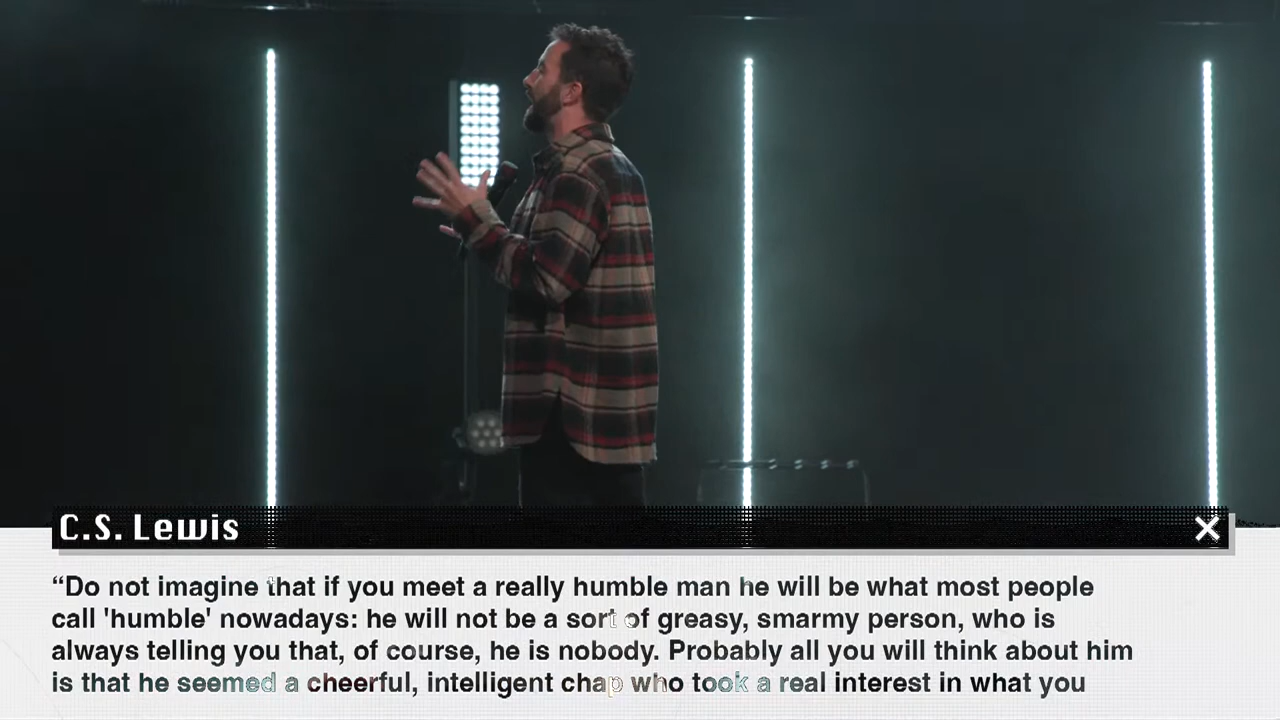 C.S. Lewis
“Do not imagine that if you meet a really humble man he will be what most people
call 'humble' nowadays: he will not be a sort of greasy, smarmy person, who is
always telling you that, of course, he is nobody. Probably all you will think about him
is that he seemed a cheerful, intelligent chap who took a real interest in what you